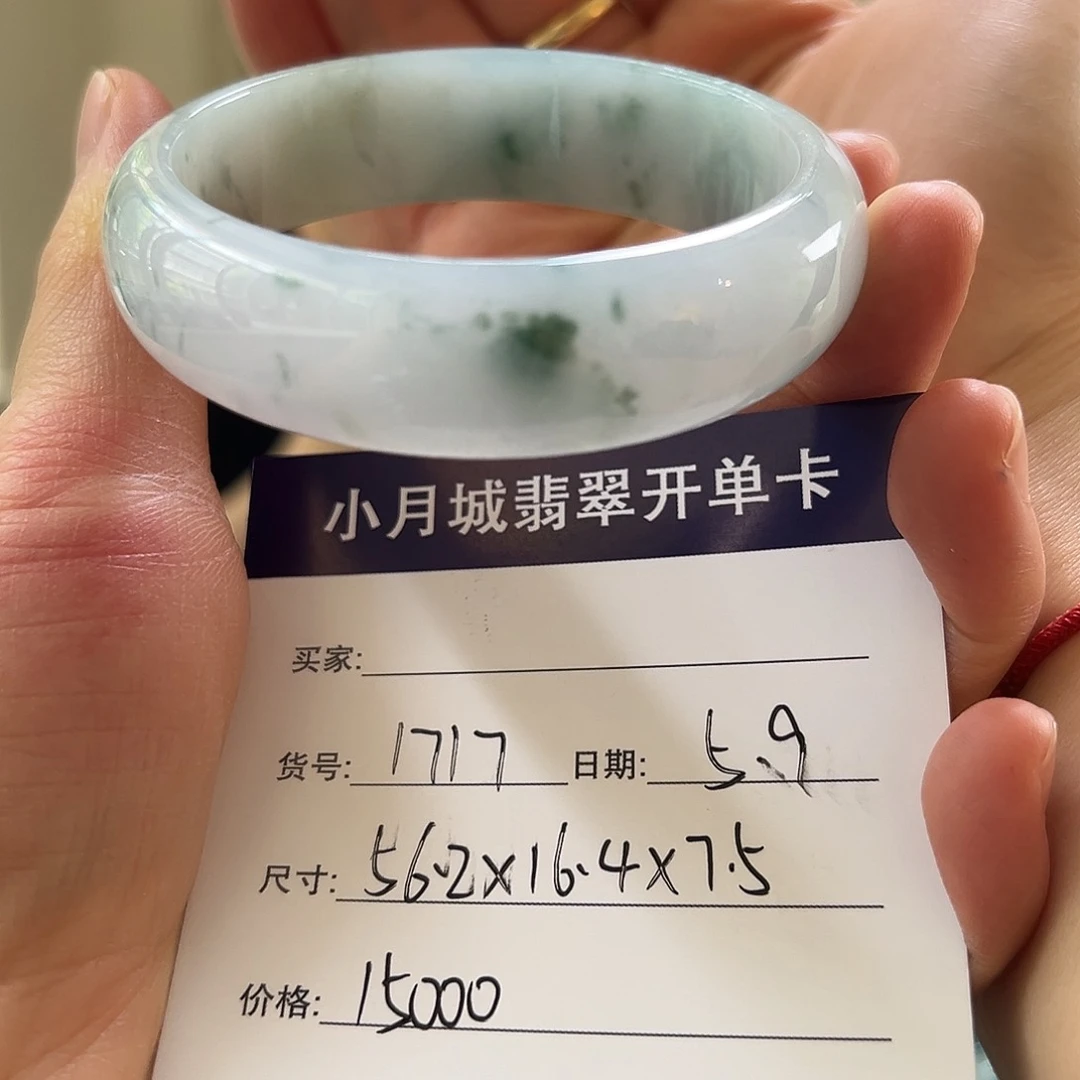 小月城翡翠开单卡
买家:
货号: 1717 日期: 5.9
尺寸: 56.2x16.4x7.5
价格: 15000